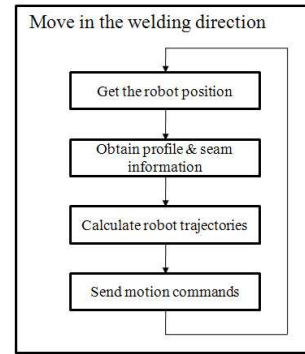 Move in the welding direction
Get the robot position
Obtain profile & seam
information
Calculate robot trajectories
Send motion commands